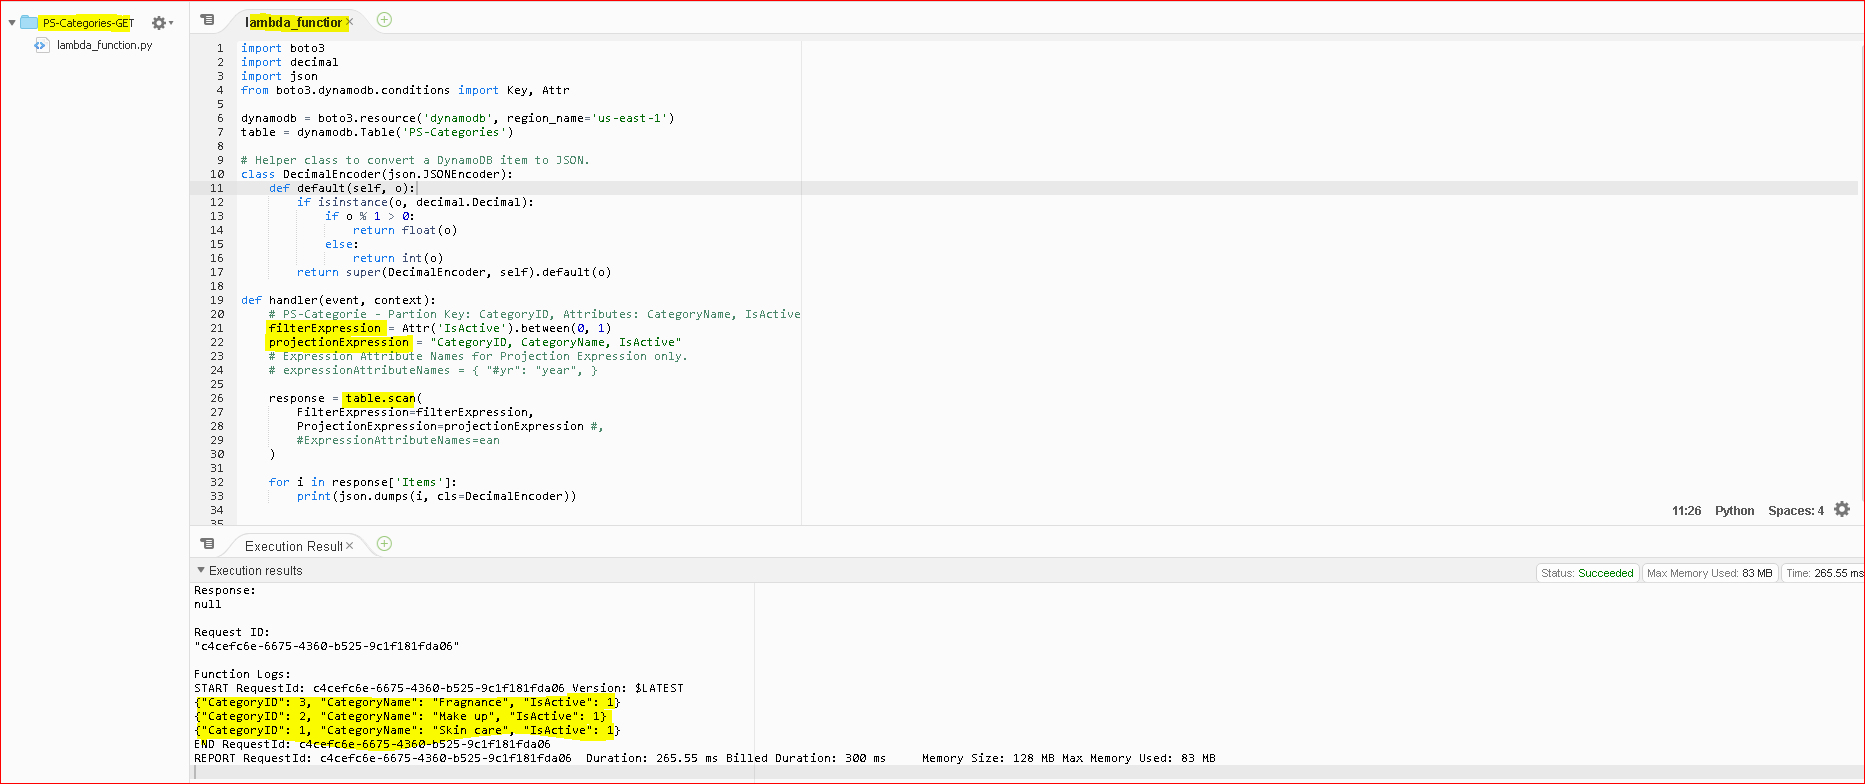 PS-Categories-GET
lambda_function.py
lambda_function
1 import boto3
2 import decimal
3 import json
4 from boto3.dynamodb.conditions import Key, Attr
5
6 dynamodb = boto3.resource('dynamodb', region_name='us-east-1')
7 table = dynamodb.Table('PS-Categories')
8
9 # Helper class to convert a DynamoDB item to JSON.
10 class DecimalEncoder(json.JSONEncoder):
11     def default(self, o):
12         if isinstance(o, decimal.Decimal):
13             if o % 1 > 0:
14                 return float(o)
15             else:
16                 return int(o)
17         return super(DecimalEncoder, self).default(o)
18
19 def handler(event, context):
20     # PS-Categorie - Partion Key: CategoryID, Attributes: CategoryName, IsActive
21     filterExpression = Attr('IsActive').between(0, 1)
22     projectionExpression = "CategoryID, CategoryName, IsActive"
23     # Expression Attribute Names for Projection Expression only.
24     # expressionAttributeNames = { "#yr": "year", }
25
26     response = table.scan(
27         FilterExpression=filterExpression,
28         ProjectionExpression=projectionExpression #,
29         #ExpressionAttributeNames=ean
30     )
31
32     for i in response['Items']:
33         print(json.dumps(i, cls=DecimalEncoder))
34
35
11:26 Python Spaces: 4
Execution Result
Execution results
Status: Succeeded Max Memory Used: 83 MB Time: 265.55 ms
Response:
null
Request ID:
"c4cefc6e-6675-4360-b525-9c1f181fda06"
Function Logs:
START RequestId: c4cefc6e-6675-4360-b525-9c1f181fda06 Version: $LATEST
{"CategoryID": 3, "CategoryName": "Fragnance", "IsActive": 1}
{"CategoryID": 2, "CategoryName": "Make up", "IsActive": 1}
{"CategoryID": 1, "CategoryName": "Skin care", "IsActive": 1}
END RequestId: c4cefc6e-6675-4360-b525-9c1f181fda06
REPORT RequestId: c4cefc6e-6675-4360-b525-9c1f181fda06 Duration: 265.55 ms Billed Duration: 300 ms Memory Size: 128 MB Max Memory Used: 83 MB